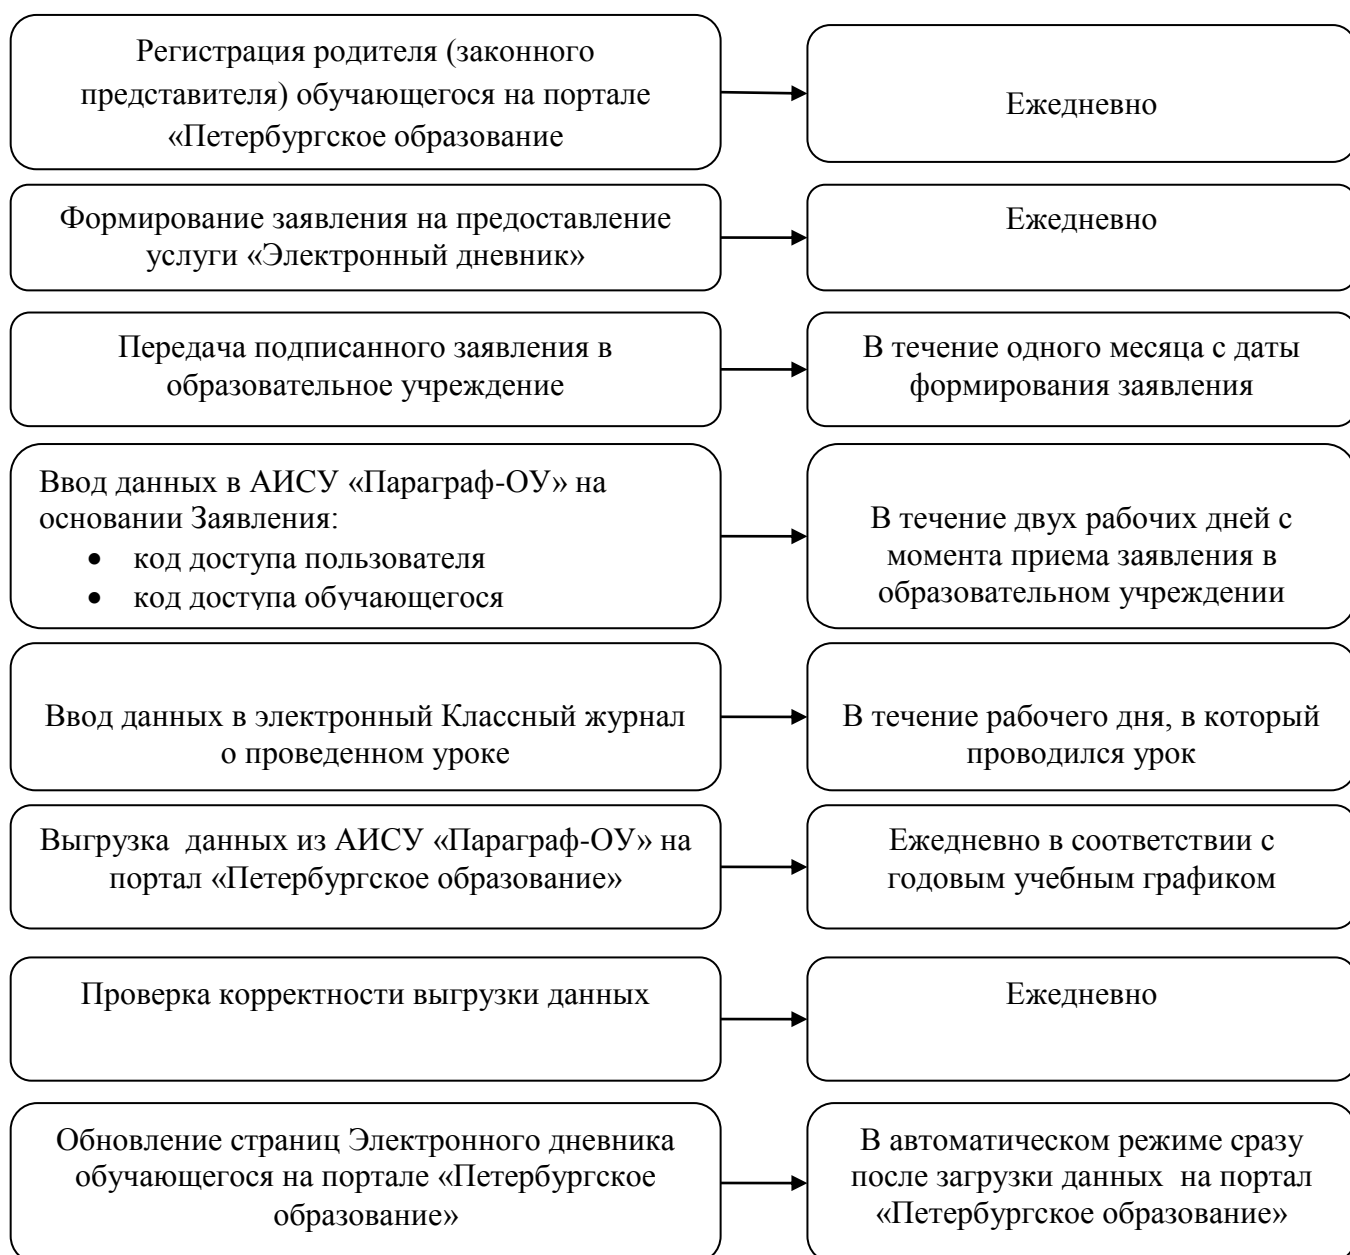 Регистрация родителя (законного
представителя) обучающегося на портале
«Петербургское образование
Ежедневно
Формирование заявления на предоставление
услуги «Электронный дневник»
Ежедневно
Передача подписанного заявления в
образовательное учреждение
В течение одного месяца с даты
формирования заявления
Ввод данных в АИСУ «Параграф-ОУ» на
основании Заявления:
• код доступа пользователя
• код доступа обучающегося
В течение двух рабочих дней с
момента приема заявления в
образовательном учреждении
Ввод данных в электронный Классный журнал
о проведенном уроке
В течение рабочего дня, в который
проводился урок
Выгрузка  данных из АИСУ «Параграф-ОУ» на
портал «Петербургское образование»
Ежедневно в соответствии с
годовым учебным графиком
Проверка корректности выгрузки данных
Ежедневно
Обновление страниц Электронного дневника
обучающегося на портале «Петербургское
образование»
В автоматическом режиме сразу
после загрузки данных  на портал
«Петербургское образование»